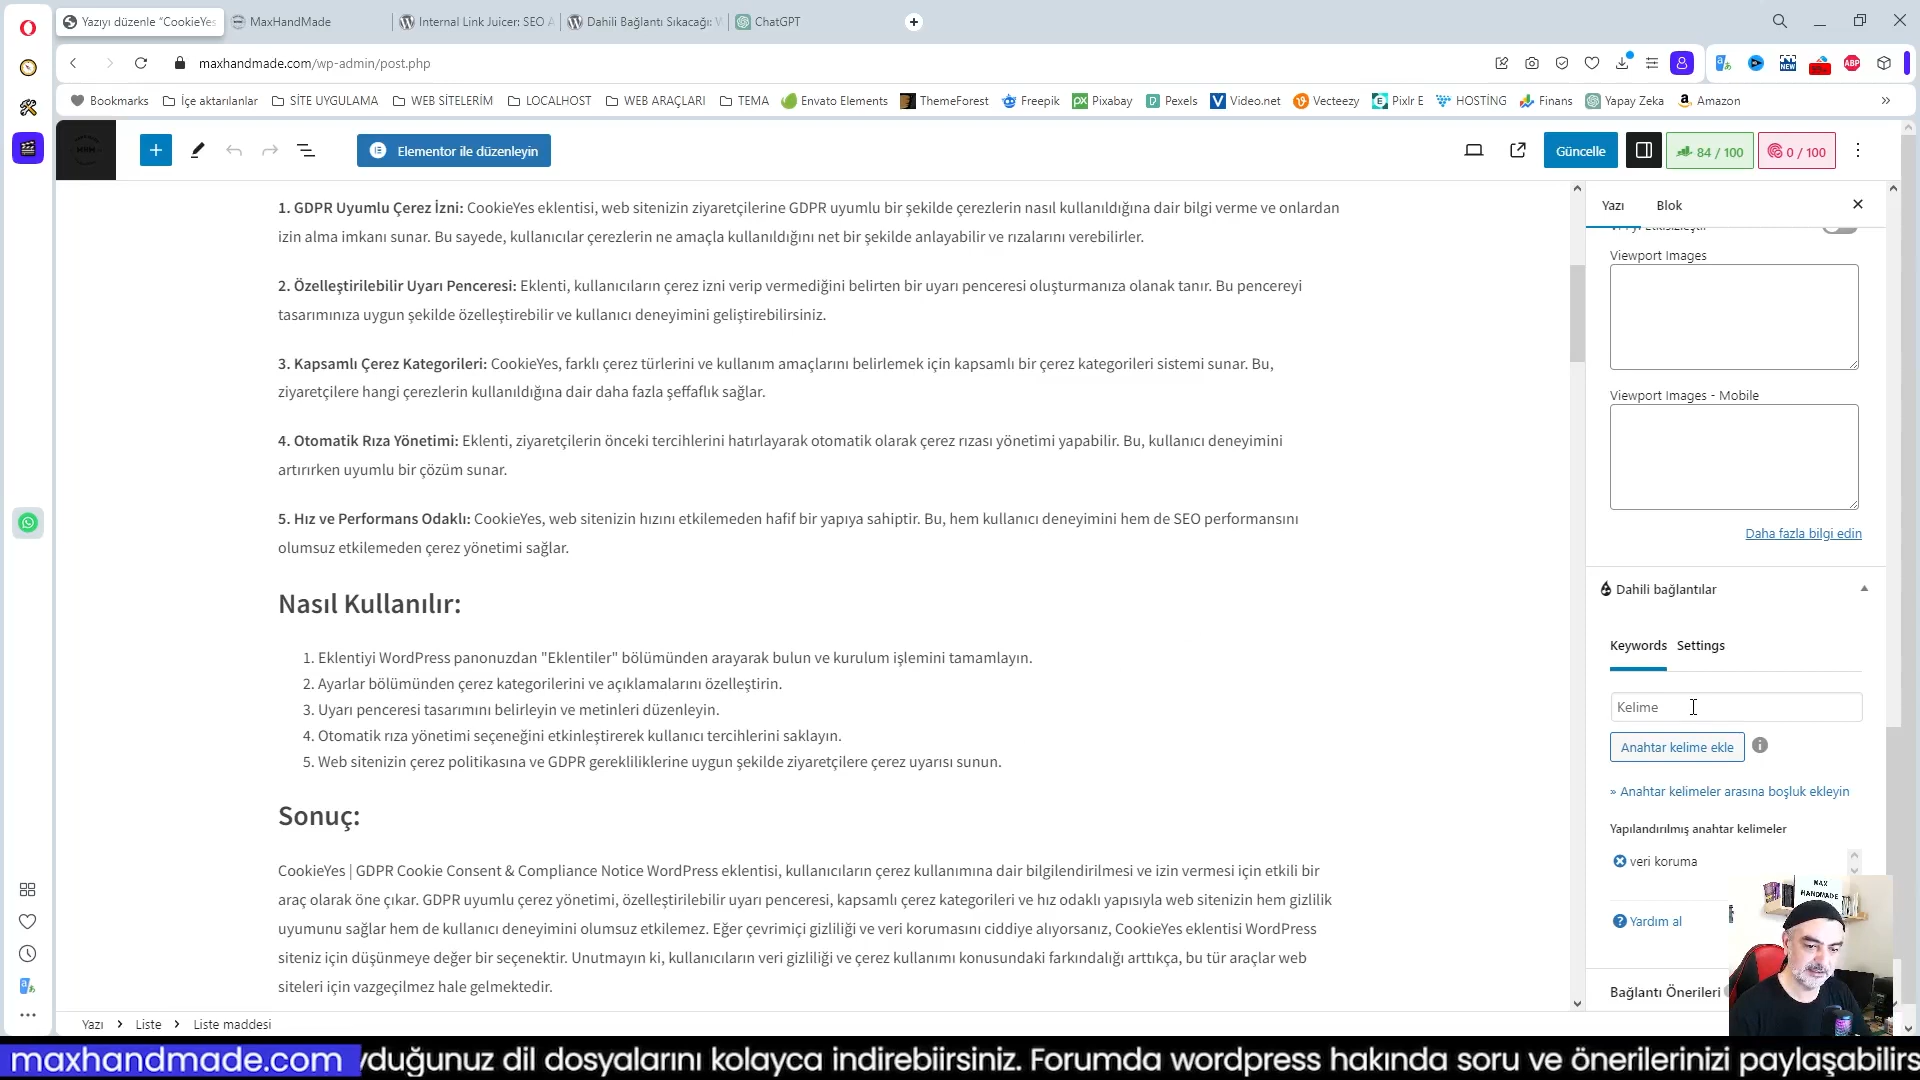 Yazıyı düzenle “CookieYes
MaxHandMade
Internal Link Juicer: SEO A
Dahili Bağlantı Sıkacağı: W
ChatGPT
maxhandmade.com/wp-admin/post.php
Bookmarks
İçe aktarılanlar
SİTE UYGULAMA
WEB SİTELERİM
LOCALHOST
WEB ARAÇLARI
TEMA
Envato Elements
ThemeForest
Freepik
Pixabay
Pexels
Video.net
Vecteezy
Pixlr E
HOSTİNG
Finans
Yapay Zeka
Amazon
Elementor ile düzenleyin
Güncelle
84 / 100
0 / 100
1. GDPR Uyumlu Çerez İzni: CookieYes eklentisi, web sitenizin ziyaretçilerine GDPR uyumlu bir şekilde çerezlerin nasıl kullanıldığına dair bilgi verme ve onlardan
izin alma imkanı sunar. Bu sayede, kullanıcılar çerezlerin ne amaçla kullanıldığını net bir şekilde anlayabilir ve rızalarını verebilirler.
2. Özelleştirilebilir Uyarı Penceresi: Eklenti, kullanıcıların çerez izni verip vermediğini belirten bir uyarı penceresi oluşturmanıza olanak tanır. Bu pencereyi
tasarımınıza uygun şekilde özelleştirebilir ve kullanıcı deneyimini geliştirebilirsiniz.
3. Kapsamlı Çerez Kategorileri: CookieYes, farklı çerez türlerini ve kullanım amaçlarını belirlemek için kapsamlı bir çerez kategorileri sistemi sunar. Bu,
ziyaretçilere hangi çerezlerin kullanıldığına dair daha fazla şeffaflık sağlar.
4. Otomatik Rıza Yönetimi: Eklenti, ziyaretçilerin önceki tercihlerini hatırlayarak otomatik olarak çerez rızası yönetimi yapabilir. Bu, kullanıcı deneyimini
artırırken uyumlu bir çözüm sunar.
5. Hız ve Performans Odaklı: CookieYes, web sitenizin hızını etkilemeden hafif bir yapıya sahiptir. Bu, hem kullanıcı deneyimini hem de SEO performansını
olumsuz etkilemeden çerez yönetimi sağlar.
Nasıl Kullanılır:
1. Eklentiyi WordPress panonuzdan "Eklentiler" bölümünden arayarak bulun ve kurulum işlemini tamamlayın.
2. Ayarlar bölümünden çerez kategorilerini ve açıklamalarını özelleştirin.
3. Uyarı penceresi tasarımını belirleyin ve metinleri düzenleyin.
4. Otomatik rıza yönetimi seçeneğini etkinleştirerek kullanıcı tercihlerini saklayın.
5. Web sitenizin çerez politikasına ve GDPR gerekliliklerine uygun şekilde ziyaretçilere çerez uyarısı sunun.
Sonuç:
CookieYes | GDPR Cookie Consent & Compliance Notice WordPress eklentisi, kullanıcıların çerez kullanımına dair bilgilendirilmesi ve izin vermesi için etkili bir
araç olarak öne çıkar. GDPR uyumlu çerez yönetimi, özelleştirilebilir uyarı penceresi, kapsamlı çerez kategorileri ve hız odaklı yapısıyla web sitenizin hem gizlilik
uyumunu sağlar hem de kullanıcı deneyimini olumsuz etkilemez. Eğer çevrimiçi gizliliği ve veri korumasını ciddiye alıyorsanız, CookieYes eklentisi WordPress
siteniz için düşünmeye değer bir seçenektir. Unutmayın ki, kullanıcıların veri gizliliği ve çerez kullanımı konusundaki farkındalığı arttıkça, bu tür araçlar web
siteleri için vazgeçilmez hale gelmektedir.
Yazı
Liste
Liste maddesi
Yazı
Blok
Viewport Images
Viewport Images - Mobile
Daha fazla bilgi edin
Dahili bağlantılar
Keywords
Settings
Kelime
Anahtar kelime ekle
» Anahtar kelimeler arasına boşluk ekleyin
Yapılandırılmış anahtar kelimeler
veri koruma
Yardım al
Bağlantı Önerileri
MAX
HANDMADE
maxhandmade.com
duğunuz dil dosyalarını kolayca indirebiirsiniz. Forumda wordpress hakında soru ve önerilerinizi paylaşabilirs